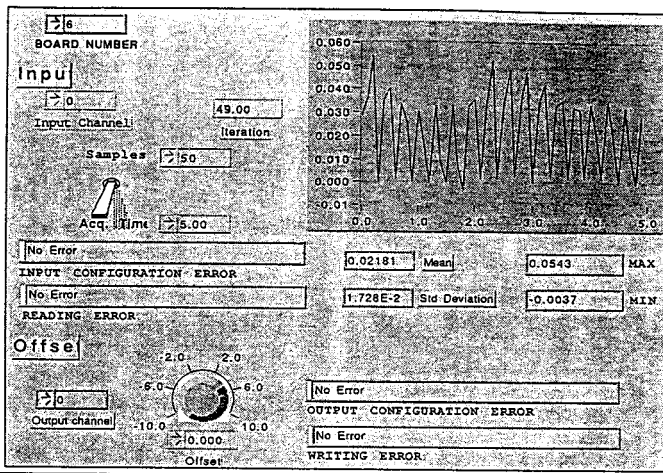 6
BOARD NUMBER
Input
0
Input Channel
49.00
Iteration
Samples 50
Acq. Time 5.00
No Error
INPUT CONFIGURATION ERROR
No Error
READING ERROR
0.060
0.050
0.040
0.030
0.020
0.010
0.000
-0.01
0.0 1.0 2.0 3.0 4.0 5.0
0.02181 Mean 0.0543 MAX
1.728E-2 Std Deviation -0.0037 MIN
Offset
-2.0 2.0
-6.0 6.0
-10.0 10.0
0
Output channel
0.000
Offset
No Error
OUTPUT CONFIGURATION ERROR
No Error
WRITING ERROR